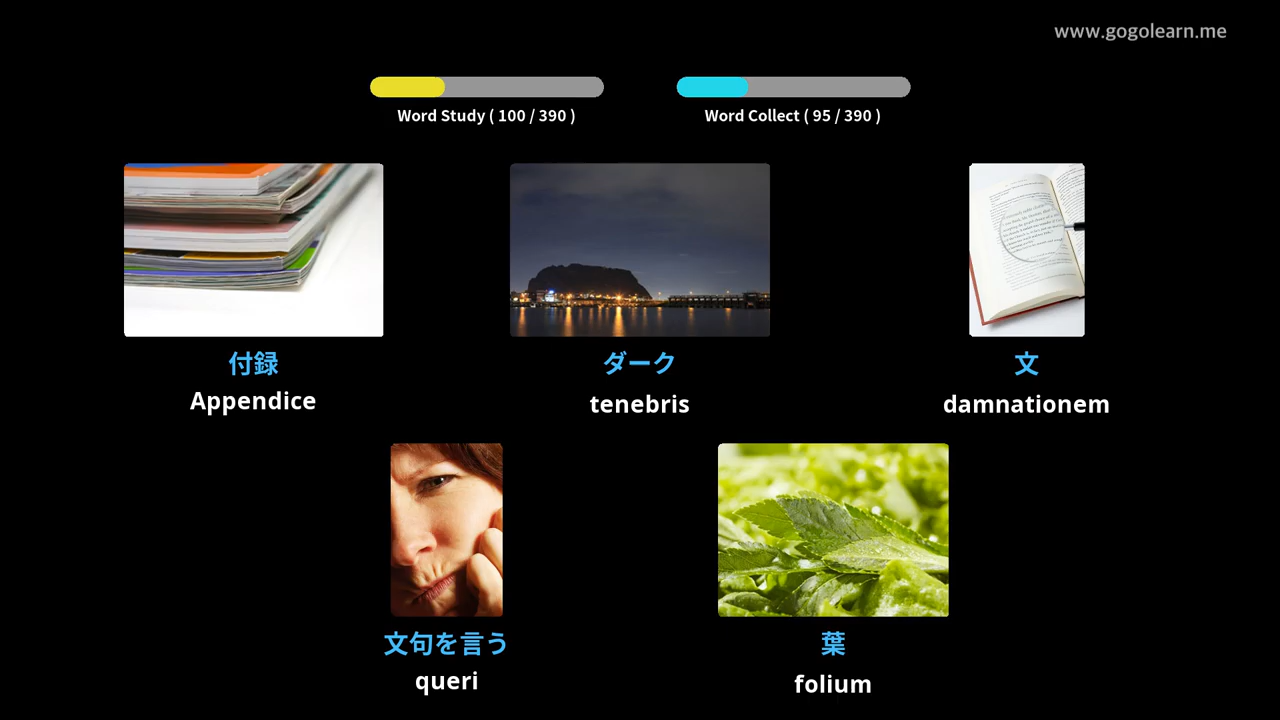 www.gogolearn.me
Word Study ( 100 / 390 )
Word Collect ( 95 / 390 )
付録
Appendice
ダーク
tenebris
文
damnationem
文句を言う
queri
葉
folium